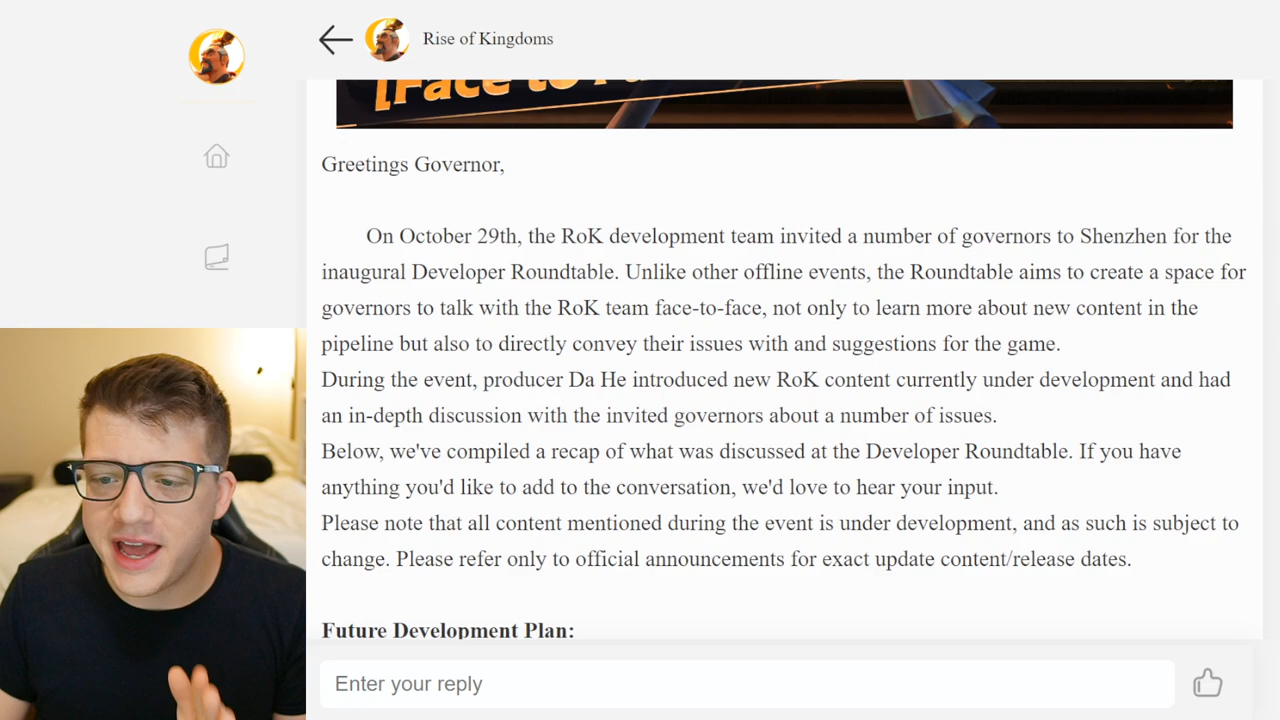 Rise of Kingdoms
[Face to
Greetings Governor,
On October 29th, the RoK development team invited a number of governors to Shenzhen for the
inaugural Developer Roundtable. Unlike other offline events, the Roundtable aims to create a space for
governors to talk with the RoK team face-to-face, not only to learn more about new content in the
pipeline but also to directly convey their issues with and suggestions for the game.
During the event, producer Da He introduced new RoK content currently under development and had
an in-depth discussion with the invited governors about a number of issues.
Below, we've compiled a recap of what was discussed at the Developer Roundtable. If you have
anything you'd like to add to the conversation, we'd love to hear your input.
Please note that all content mentioned during the event is under development, and as such is subject to
change. Please refer only to official announcements for exact update content/release dates.
Future Development Plan:
Enter your reply